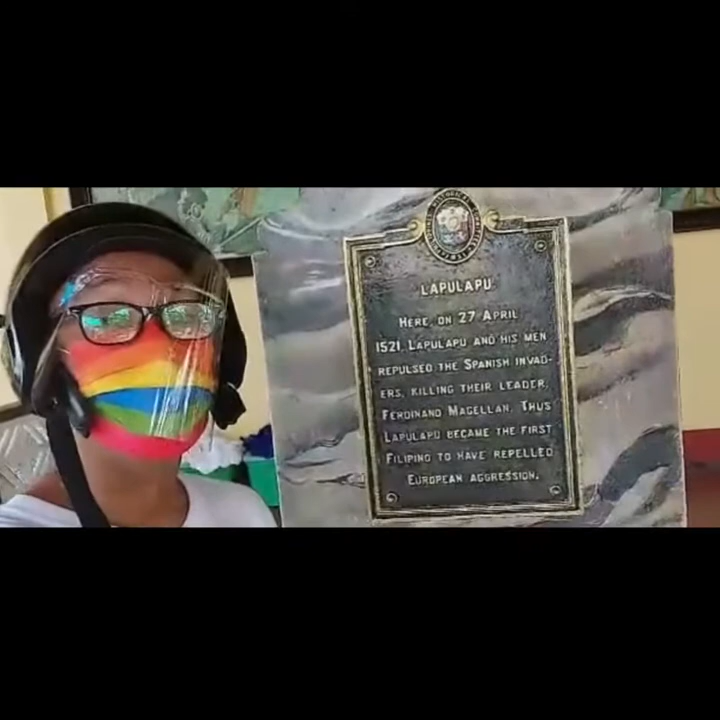 LAPULAPU
HERE, ON 27 APRIL
1521, LAPULAPU AND HIS MEN
REPULSED THE SPANISH INVAD-
ERS, KILLING THEIR LEADER,
FERDINAND MAGELLAN. THUS
LAPULAPU BECAME THE FIRST
FILIPINO TO HAVE REPELLED
EUROPEAN AGGRESSION.